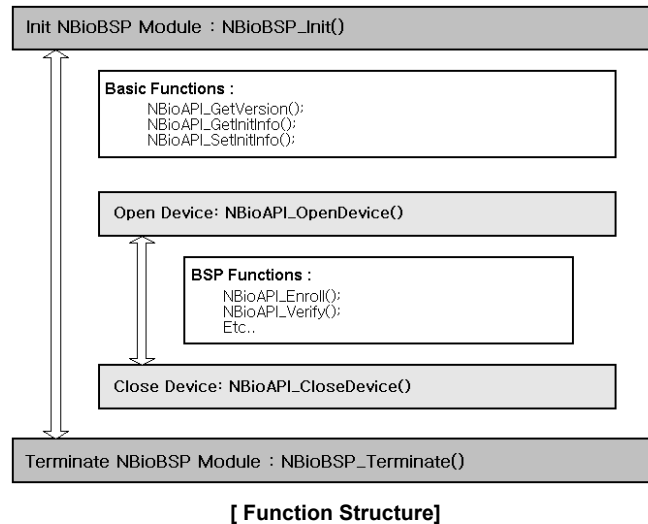 Init NBioBSP Module : NBioBSP_Init()
Basic Functions :
NBioAPI_GetVersion();
NBioAPI_GetInitInfo();
NBioAPI_SetInitInfo();
Open Device: NBioAPI_OpenDevice()
BSP Functions :
NBioAPI_Enroll();
NBioAPI_Verify();
Etc..
Close Device: NBioAPI_CloseDevice()
Terminate NBioBSP Module : NBioBSP_Terminate()
[ Function Structure]